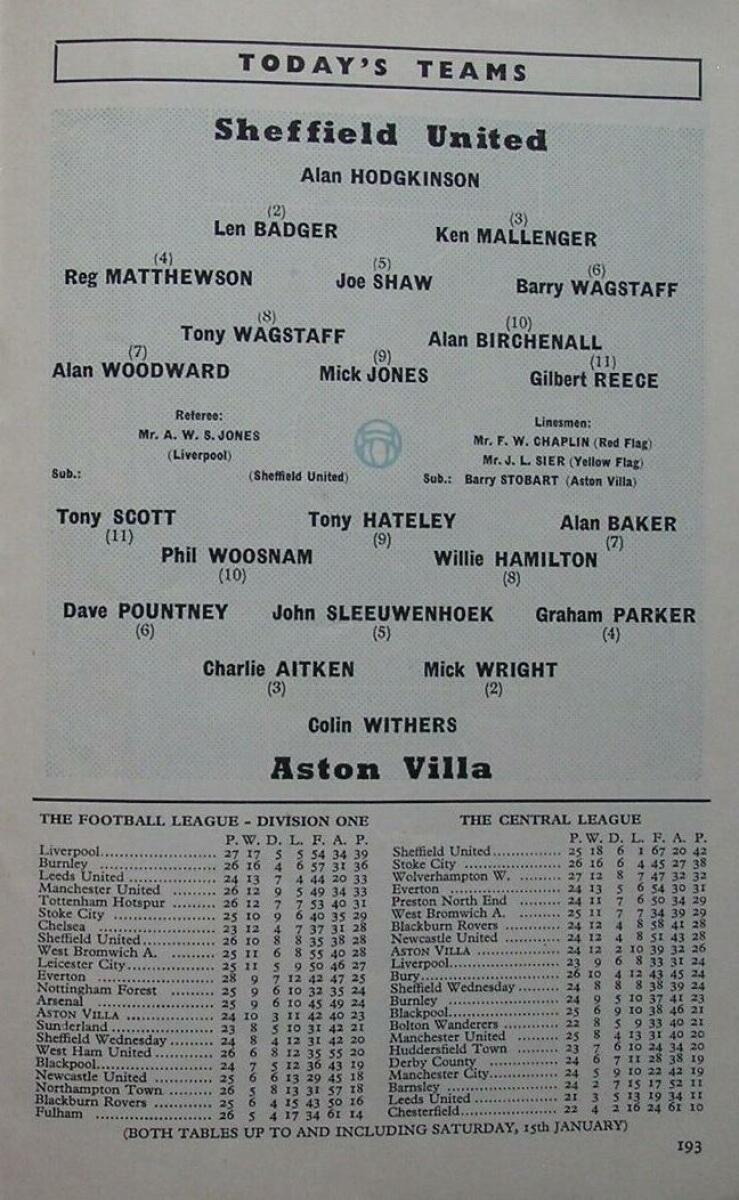 TODAY'S TEAMS
Sheffield United
Alan HODGKINSON
(2) (3)
Len BADGER Ken MALLENGER
(4) (5) (6)
Reg MATTHEWSON Joe SHAW Barry WAGSTAFF
(8) (10)
Tony WAGSTAFF Alan BIRCHENALL
(7) (9) (11)
Alan WOODWARD Mick JONES Gilbert REECE
Referee: Linesmen:
Mr. A. W. S. JONES Mr. F. W. CHAPLIN (Red Flag)
(Liverpool) Mr. J. L. SIER (Yellow Flag)
Sub.: (Sheffield United) Sub.: Barry STOBART (Aston Villa)
Tony SCOTT Tony HATELEY Alan BAKER
(11) (9) (7)
Phil WOOSNAM Willie HAMILTON
(10) (8)
Dave POUNTNEY John SLEEUWENHOEK Graham PARKER
(6) (5) (4)
Charlie AITKEN Mick WRIGHT
(3) (2)
Colin WITHERS
Aston Villa
THE FOOTBALL LEAGUE - DIVISION ONE
P. W. D. L. F. A. P.
Liverpool 27 17 5 5 54 34 39
Burnley 26 16 4 6 57 31 36
Leeds United 24 13 7 4 44 20 33
Manchester United 26 12 9 5 49 34 33
Tottenham Hotspur 26 12 7 7 53 40 31
Stoke City 25 10 9 6 40 35 29
Chelsea 23 12 4 7 37 31 28
Sheffield United 26 10 8 8 35 38 28
West Bromwich A. 25 11 6 8 55 40 28
Leicester City 25 11 5 9 50 46 27
Everton 28 9 7 12 42 47 25
Nottingham Forest 25 9 6 10 32 35 24
Arsenal 25 9 6 10 45 49 24
ASTON VILLA 24 10 3 11 42 40 23
Sunderland 23 8 5 10 31 42 21
Sheffield Wednesday 24 8 4 12 31 42 20
West Ham United 26 6 8 12 35 55 20
Blackpool 24 7 5 12 36 43 19
Newcastle United 25 6 6 13 29 45 18
Northampton Town 26 5 8 13 31 57 18
Blackburn Rovers 25 6 4 15 43 50 16
Fulham 26 5 4 17 34 61 14
THE CENTRAL LEAGUE
P. W. D. L. F. A. P.
Sheffield United 25 18 6 1 67 20 42
Stoke City 26 16 6 4 45 27 38
Wolverhampton W. 27 12 8 7 47 32 32
Everton 24 13 5 6 54 30 31
Preston North End 24 11 7 6 50 34 29
West Bromwich A. 25 11 7 7 34 39 29
Blackburn Rovers 24 12 4 8 58 41 28
Newcastle United 24 12 4 8 51 43 28
ASTON VILLA 24 12 2 10 39 32 26
Liverpool 23 9 6 8 33 31 24
Bury 26 10 4 12 43 45 24
Sheffield Wednesday 24 8 8 8 38 39 24
Burnley 24 9 5 10 37 41 23
Blackpool 25 6 9 10 38 46 21
Bolton Wanderers 22 8 5 9 33 40 21
Manchester United 25 8 4 13 31 40 20
Huddersfield Town 23 7 6 10 24 34 20
Derby County 24 6 7 11 28 38 19
Manchester City 24 5 9 10 22 42 19
Barnsley 24 2 7 15 17 52 11
Leeds United 21 3 5 13 19 34 11
Chesterfield 22 4 2 16 24 61 10
(BOTH TABLES UP TO AND INCLUDING SATURDAY, 15th JANUARY)
193